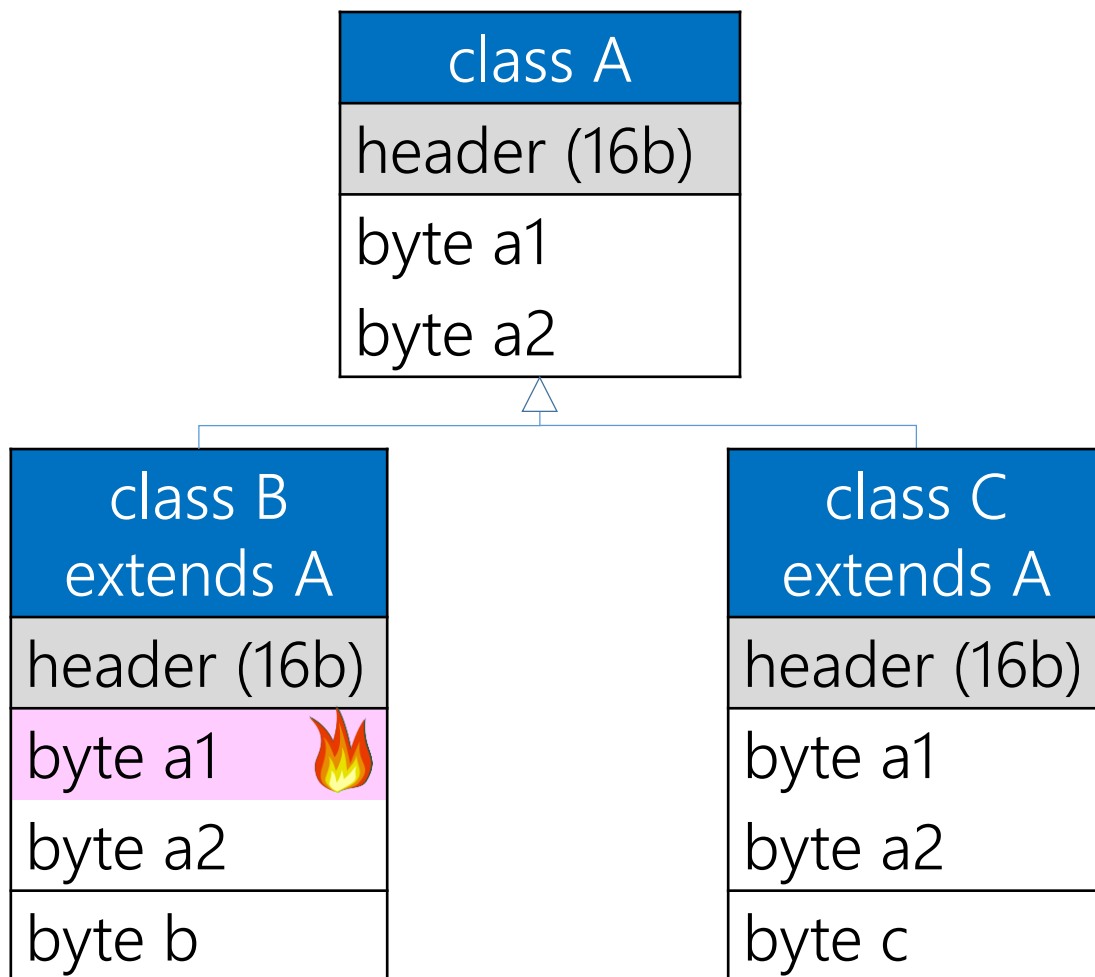 class A
header (16b)
byte a1
byte a2
class B
extends A
header (16b)
byte a1
byte a2
byte b
class C
extends A
header (16b)
byte a1
byte a2
byte c